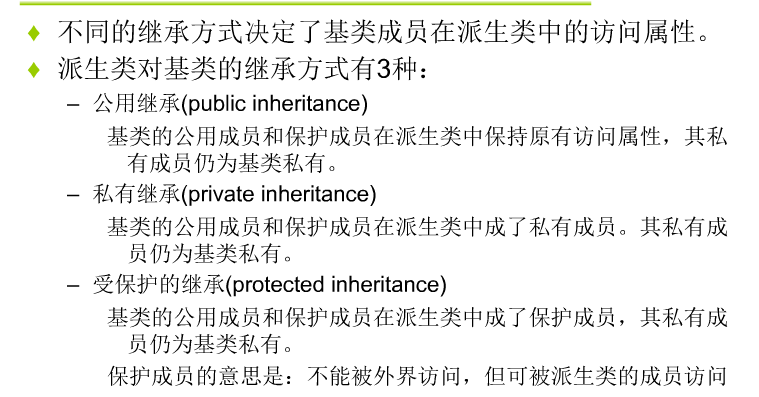 ♦ 不同的继承方式决定了基类成员在派生类中的访问属性。
♦ 派生类对基类的继承方式有3种：
– 公用继承(public inheritance)
基类的公用成员和保护成员在派生类中保持原有访问属性，其私
有成员仍为基类私有。
– 私有继承(private inheritance)
基类的公用成员和保护成员在派生类中成了私有成员。其私有成
员仍为基类私有。
– 受保护的继承(protected inheritance)
基类的公用成员和保护成员在派生类中成了保护成员，其私有成
员仍为基类私有。
保护成员的意思是：不能被外界访问，但可被派生类的成员访问